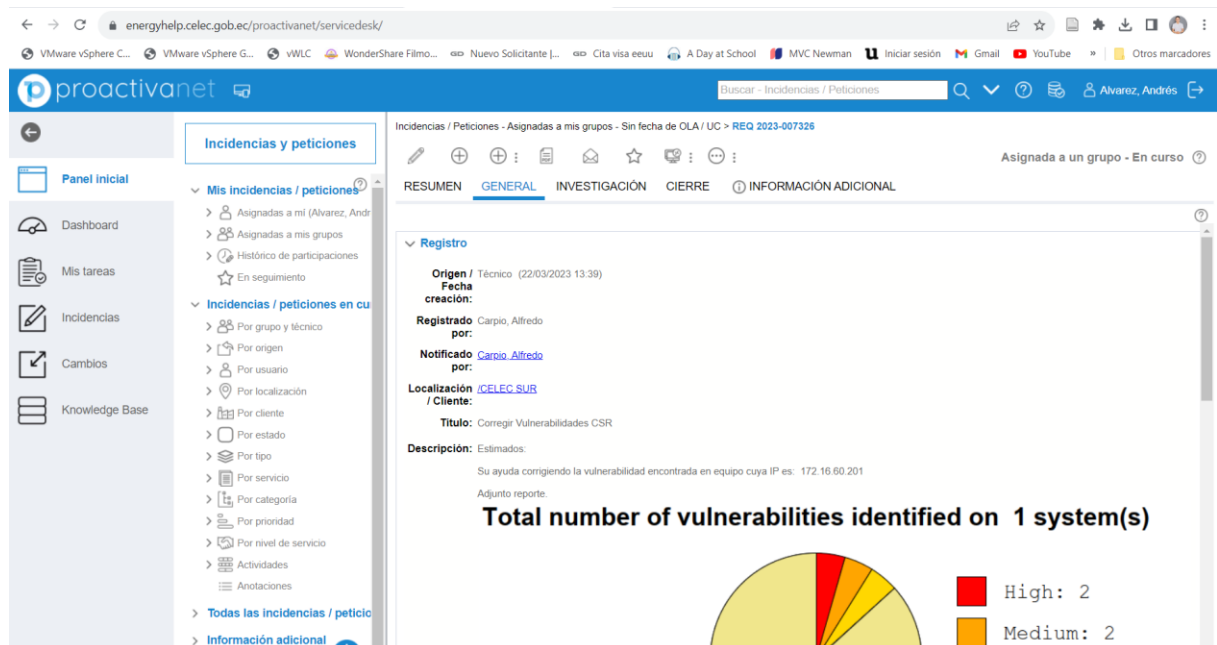 energyhelp.celec.gob.ec/proactivanet/servicedesk/
VMware vSphere C... VMware vSphere G... vWLC WonderShare Filmo... Nuevo Solicitante |... Cita visa eeuu A Day at School MVC Newman Iniciar sesión Gmail YouTube » Otros marcadores
proactivanet Buscar - Incidencias / Peticiones Alvarez, Andrés
Panel inicial
Dashboard
Mis tareas
Incidencias
Cambios
Knowledge Base
Incidencias y peticiones
Mis incidencias / peticiones
Asignadas a mí (Alvarez, Andr
Asignadas a mis grupos
Histórico de participaciones
En seguimiento
Incidencias / peticiones en cu
Por grupo y técnico
Por origen
Por usuario
Por localización
Por cliente
Por estado
Por tipo
Por servicio
Por categoría
Por prioridad
Por nivel de servicio
Actividades
Anotaciones
Todas las incidencias / peticio
Información adicional
Incidencias / Peticiones - Asignadas a mis grupos - Sin fecha de OLA / UC > REQ 2023-007326
Asignada a un grupo - En curso
RESUMEN GENERAL INVESTIGACIÓN CIERRE INFORMACIÓN ADICIONAL
Registro
Origen / Técnico (22/03/2023 13:39)
Fecha
creación:
Registrado Carpio, Alfredo
por:
Notificado Carpio, Alfredo
por:
Localización /CELEC SUR
/ Cliente:
Titulo: Corregir Vulnerabilidades CSR
Descripción: Estimados:
Su ayuda corrigiendo la vulnerabilidad encontrada en equipo cuya IP es: 172.16.60.201
Adjunto reporte.
Total number of vulnerabilities identified on 1 system(s)
High: 2
Medium: 2